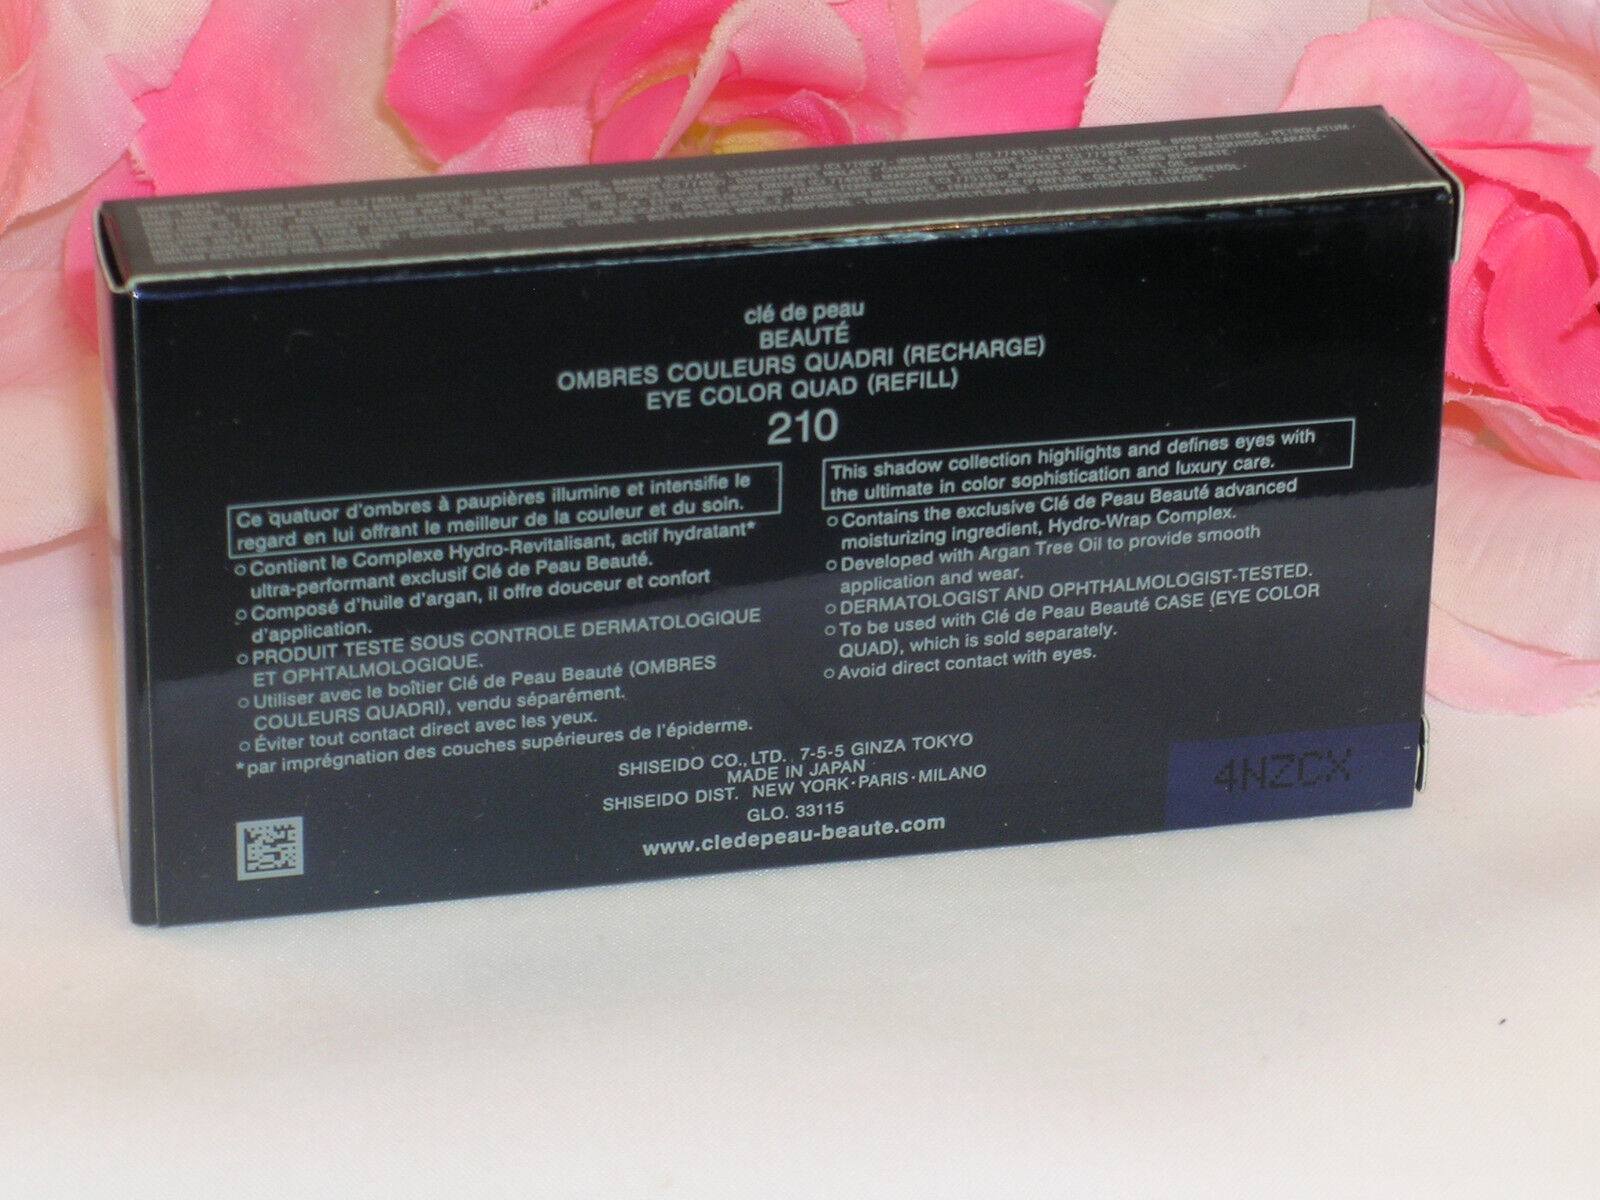 clé de peau
BEAUTÉ
OMBRES COULEURS QUADRI (RECHARGE)
EYE COLOR QUAD (REFILL)
210
Ce quatuor d'ombres à paupières illumine et intensifie le
regard en lui offrant le meilleur de la couleur et du soin.
○ Contient le Complexe Hydro-Revitalisant, actif hydratant*
ultra-performant exclusif Clé de Peau Beauté.
○ Composé d'huile d'argan, il offre douceur et confort
d'application.
○ PRODUIT TESTE SOUS CONTROLE DERMATOLOGIQUE
ET OPHTALMOLOGIQUE.
○ Utiliser avec le boîtier Clé de Peau Beauté (OMBRES
COULEURS QUADRI), vendu séparément.
○ Éviter tout contact direct avec les yeux.
*par imprégnation des couches supérieures de l'épiderme.
This shadow collection highlights and defines eyes with
the ultimate in color sophistication and luxury care.
○ Contains the exclusive Clé de Peau Beauté advanced
moisturizing ingredient, Hydro-Wrap Complex.
○ Developed with Argan Tree Oil to provide smooth
application and wear.
○ DERMATOLOGIST AND OPHTHALMOLOGIST-TESTED.
○ To be used with Clé de Peau Beauté CASE (EYE COLOR
QUAD), which is sold separately.
○ Avoid direct contact with eyes.
SHISEIDO CO., LTD. 7-5-5 GINZA TOKYO
MADE IN JAPAN
SHISEIDO DIST. NEW YORK·PARIS·MILANO
GLO. 33115
www.cledepeau-beaute.com
4NZCX